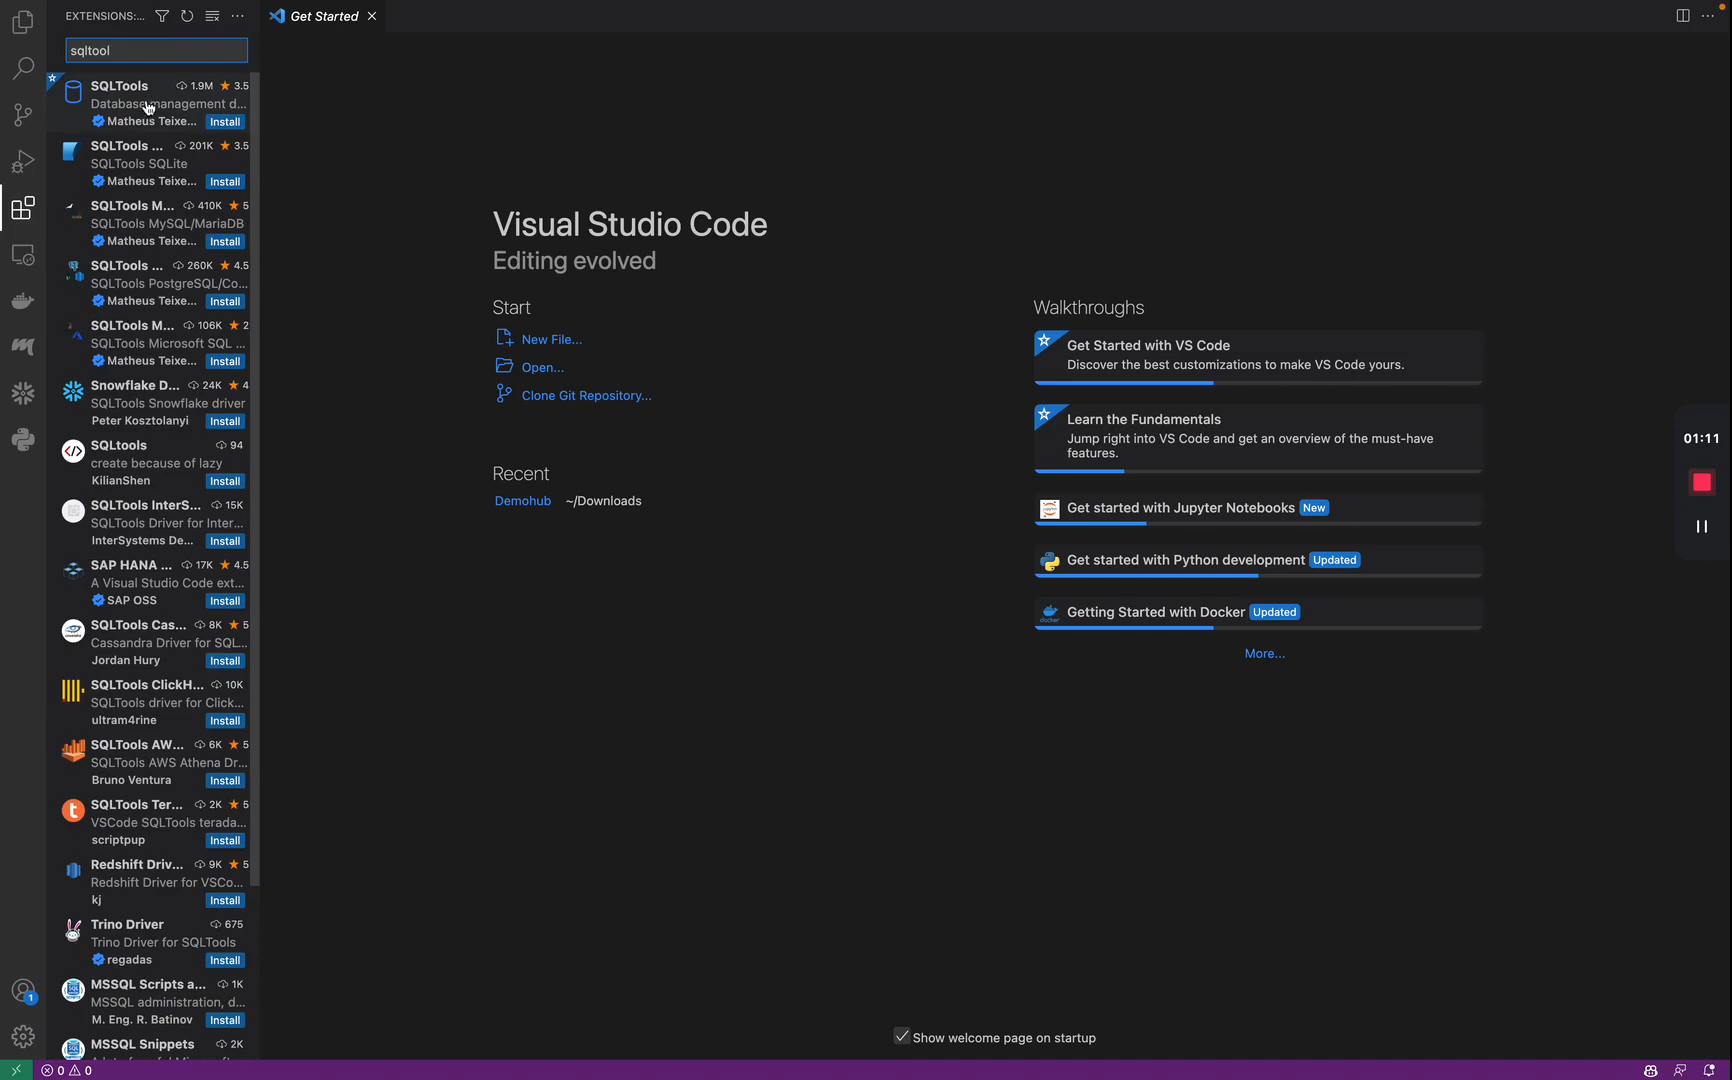 EXTENSIONS:...
Get Started
sqltool
SQLTools 1.9M 3.5
Database management d...
Matheus Teixe... Install
SQLTools ... 201K 3.5
SQLTools SQLite
Matheus Teixe... Install
SQLTools M... 410K 5
SQLTools MySQL/MariaDB
Matheus Teixe... Install
SQLTools ... 260K 4.5
SQLTools PostgreSQL/Co...
Matheus Teixe... Install
SQLTools M... 106K 2
SQLTools Microsoft SQL ...
Matheus Teixe... Install
Snowflake D... 24K 4
SQLTools Snowflake driver
Peter Kosztolanyi Install
SQLtools 94
create because of lazy
KilianShen Install
SQLTools InterS... 15K
SQLTools Driver for Inter...
InterSystems De... Install
SAP HANA ... 17K 4.5
A Visual Studio Code ext...
SAP OSS Install
SQLTools Cas... 8K 5
Cassandra Driver for SQL...
Jordan Hury Install
SQLTools ClickH... 10K
SQLTools driver for Click...
ultram4rine Install
SQLTools AW... 6K 5
SQLTools AWS Athena Dr...
Bruno Ventura Install
SQLTools Ter... 2K 5
VSCode SQLTools terada...
scriptpup Install
Redshift Driv... 9K 5
Redshift Driver for VSCo...
kj Install
Trino Driver 675
Trino Driver for SQLTools
regadas Install
MSSQL Scripts a... 1K
MSSQL administration, d...
M. Eng. R. Batinov Install
MSSQL Snippets 2K
Visual Studio Code
Editing evolved
Start
New File...
Open...
Clone Git Repository...
Recent
Demohub ~/Downloads
Walkthroughs
Get Started with VS Code
Discover the best customizations to make VS Code yours.
Learn the Fundamentals
Jump right into VS Code and get an overview of the must-have
features.
Get started with Jupyter Notebooks New
Get started with Python development Updated
Getting Started with Docker Updated
More...
Show welcome page on startup
01:11
1
0 0